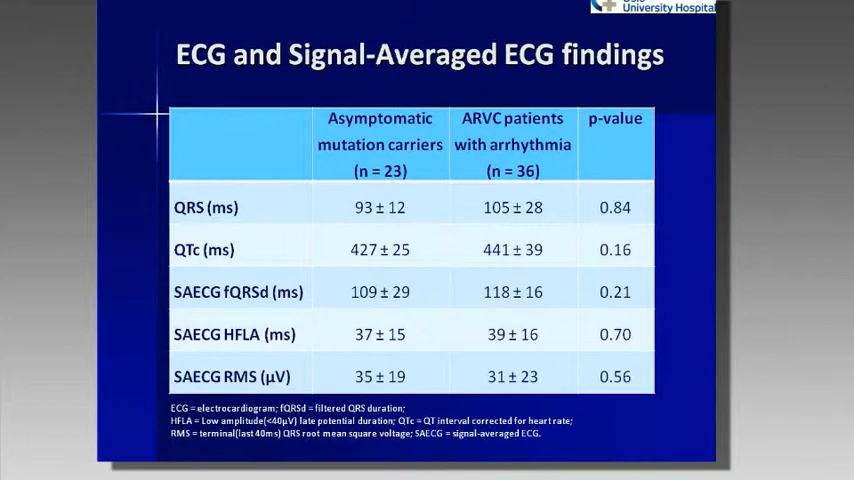 University Hospital
ECG and Signal-Averaged ECG findings
Asymptomatic mutation carriers (n = 23) ARVC patients with arrhythmia (n = 36) p-value
QRS (ms) 93 ± 12 105 ± 28 0.84
QTc (ms) 427 ± 25 441 ± 39 0.16
SAECG fQRSd (ms) 109 ± 29 118 ± 16 0.21
SAECG HFLA (ms) 37 ± 15 39 ± 16 0.70
SAECG RMS (µV) 35 ± 19 31 ± 23 0.56
ECG = electrocardiogram; fQRSd = filtered QRS duration;
HFLA = Low amplitude(<40µV) late potential duration; QTc = QT interval corrected for heart rate;
RMS = terminal(last 40ms) QRS root mean square voltage; SAECG = signal-averaged ECG.